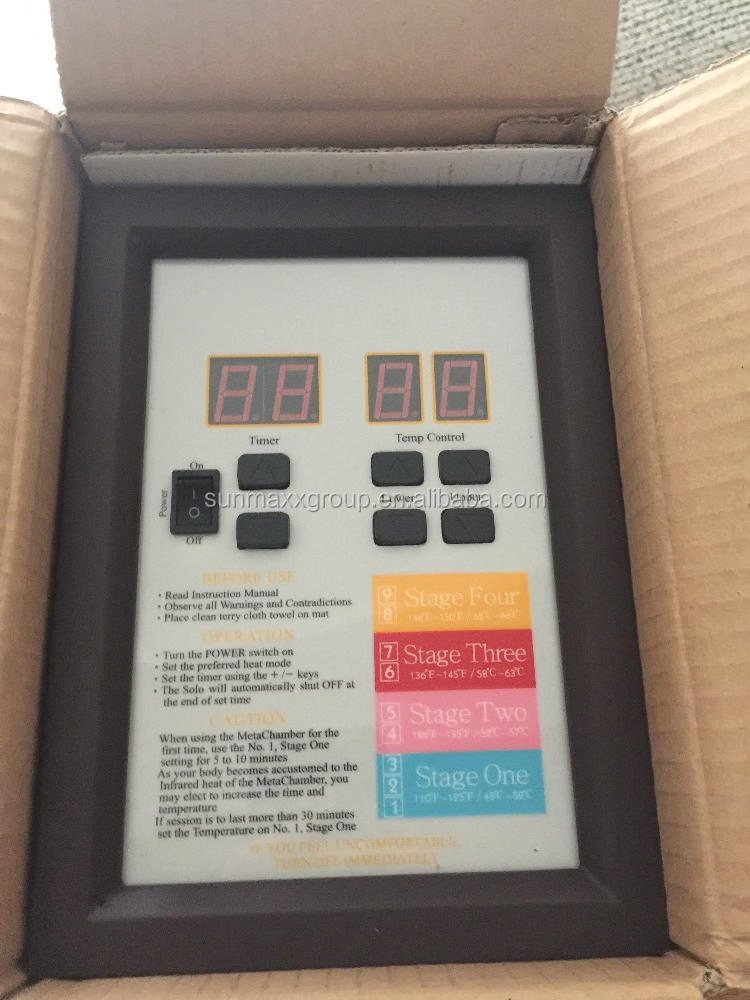 88 8 8
Timer Temp Control
On
Power
Off
Lower Upper
sunmaxxgroup.en.alibaba.com
BEFORE USE
• Read Instruction Manual
• Observe all Warnings and Contradictions
• Place clean terry cloth towel on mat
OPERATION
• Turn the POWER switch on
• Set the preferred heat mode
• Set the timer using the +/− keys
• The Solo will automatically shut OFF at
the end of set time
CAUTION
When using the MetaChamber for the
first time, use the No. 1, Stage One
setting for 5 to 10 minutes
As your body becomes accustomed to the
Infrared heat of the MetaChamber, you
may elect to increase the time and
temperature
If session is to last more than 30 minutes
set the Temperature on No. 1, Stage One
IF YOU FEEL UNCOMFORTABLE,
TURN OFF IMMEDIATELY
9
8
Stage Four
7
6
Stage Three
136°F~145°F / 58°C~63°C
5
4
Stage Two
3
2
1
Stage One